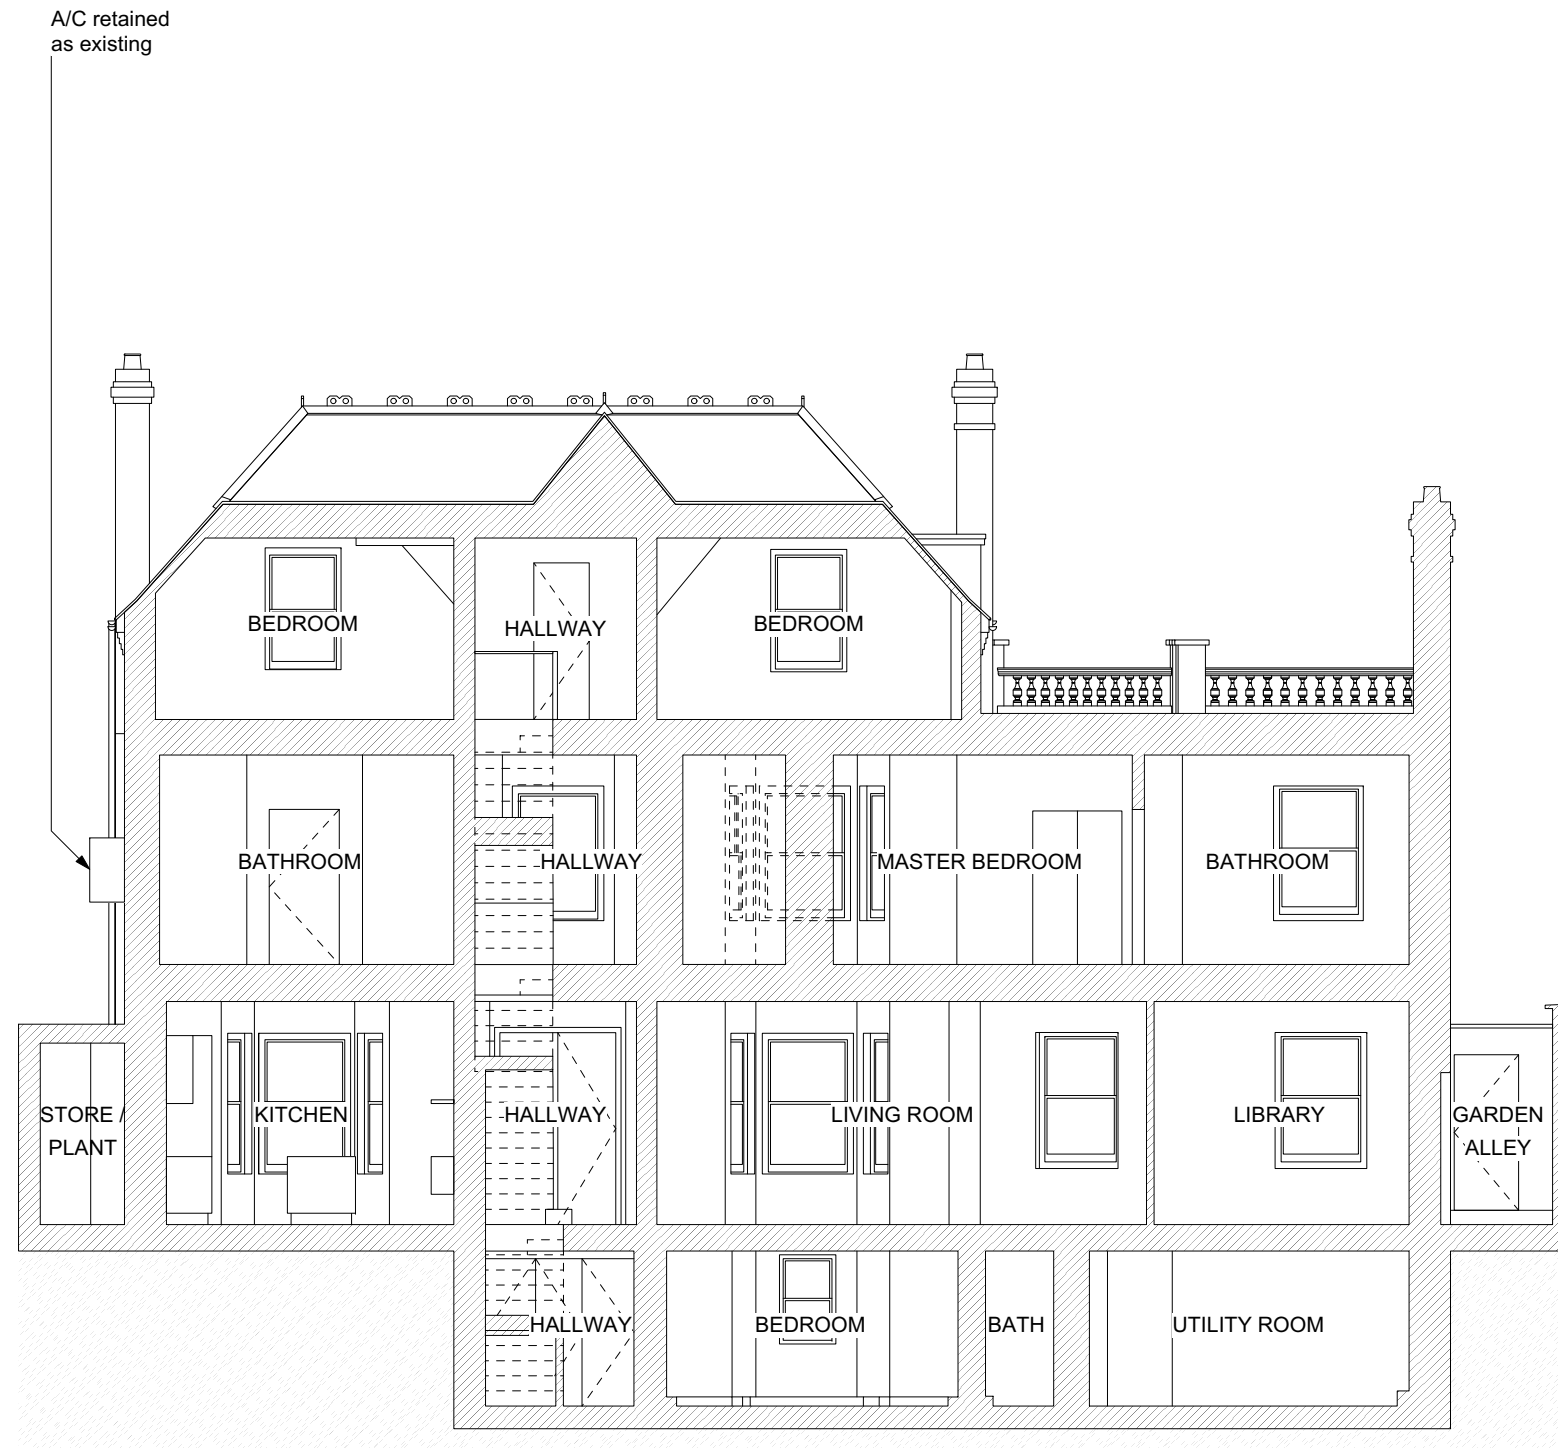 A/C retained
as existing
BEDROOM
HALLWAY
BEDROOM
BATHROOM
HALLWAY
MASTER BEDROOM
BATHROOM
STORE /
PLANT
KITCHEN
HALLWAY
LIVING ROOM
LIBRARY
GARDEN
ALLEY
HALLWAY
BEDROOM
BATH
UTILITY ROOM